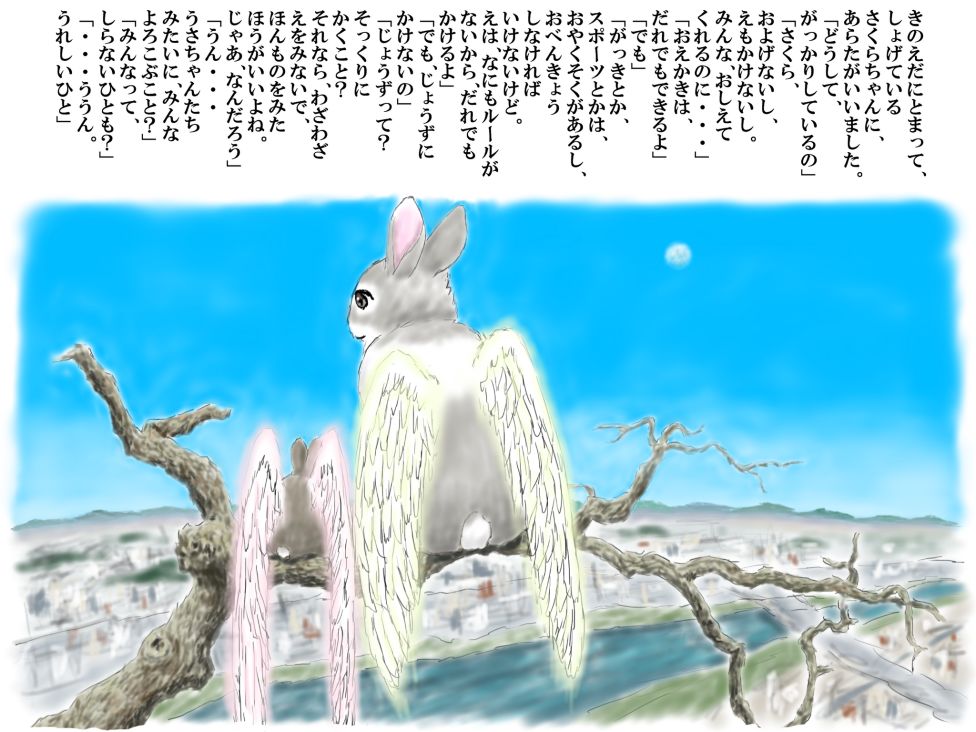 きのえだにとまって、
しょげている
さくらちゃんに、
あらたがいいました。
「どうして、
がっかりしているの」
「さくら、
およげないし、
えもかけないし。
みんな、おしえて
くれるのに・・・」
「おえかきは、
だれでもできるよ」
「でも」
「がっきとか、
スポーツとかは、
おやくそくがあるし、
おべんきょう
しなければ
いけないけど。
えは、なにもルールが
ないから、だれでも
かけるよ」
「でも、じょうずに
かけないの」
「じょうずって？
そっくりに
かくこと？
それなら、わざわざ
えをみないで、
ほんものをみた
ほうがいいよね。
じゃあ、なんだろう」
「うん・・・
うさちゃんたち
みたいに、みんな
よろこぶこと？」
「みんなって、
しらないひとも？」
「・・・ううん。
うれしいひと」